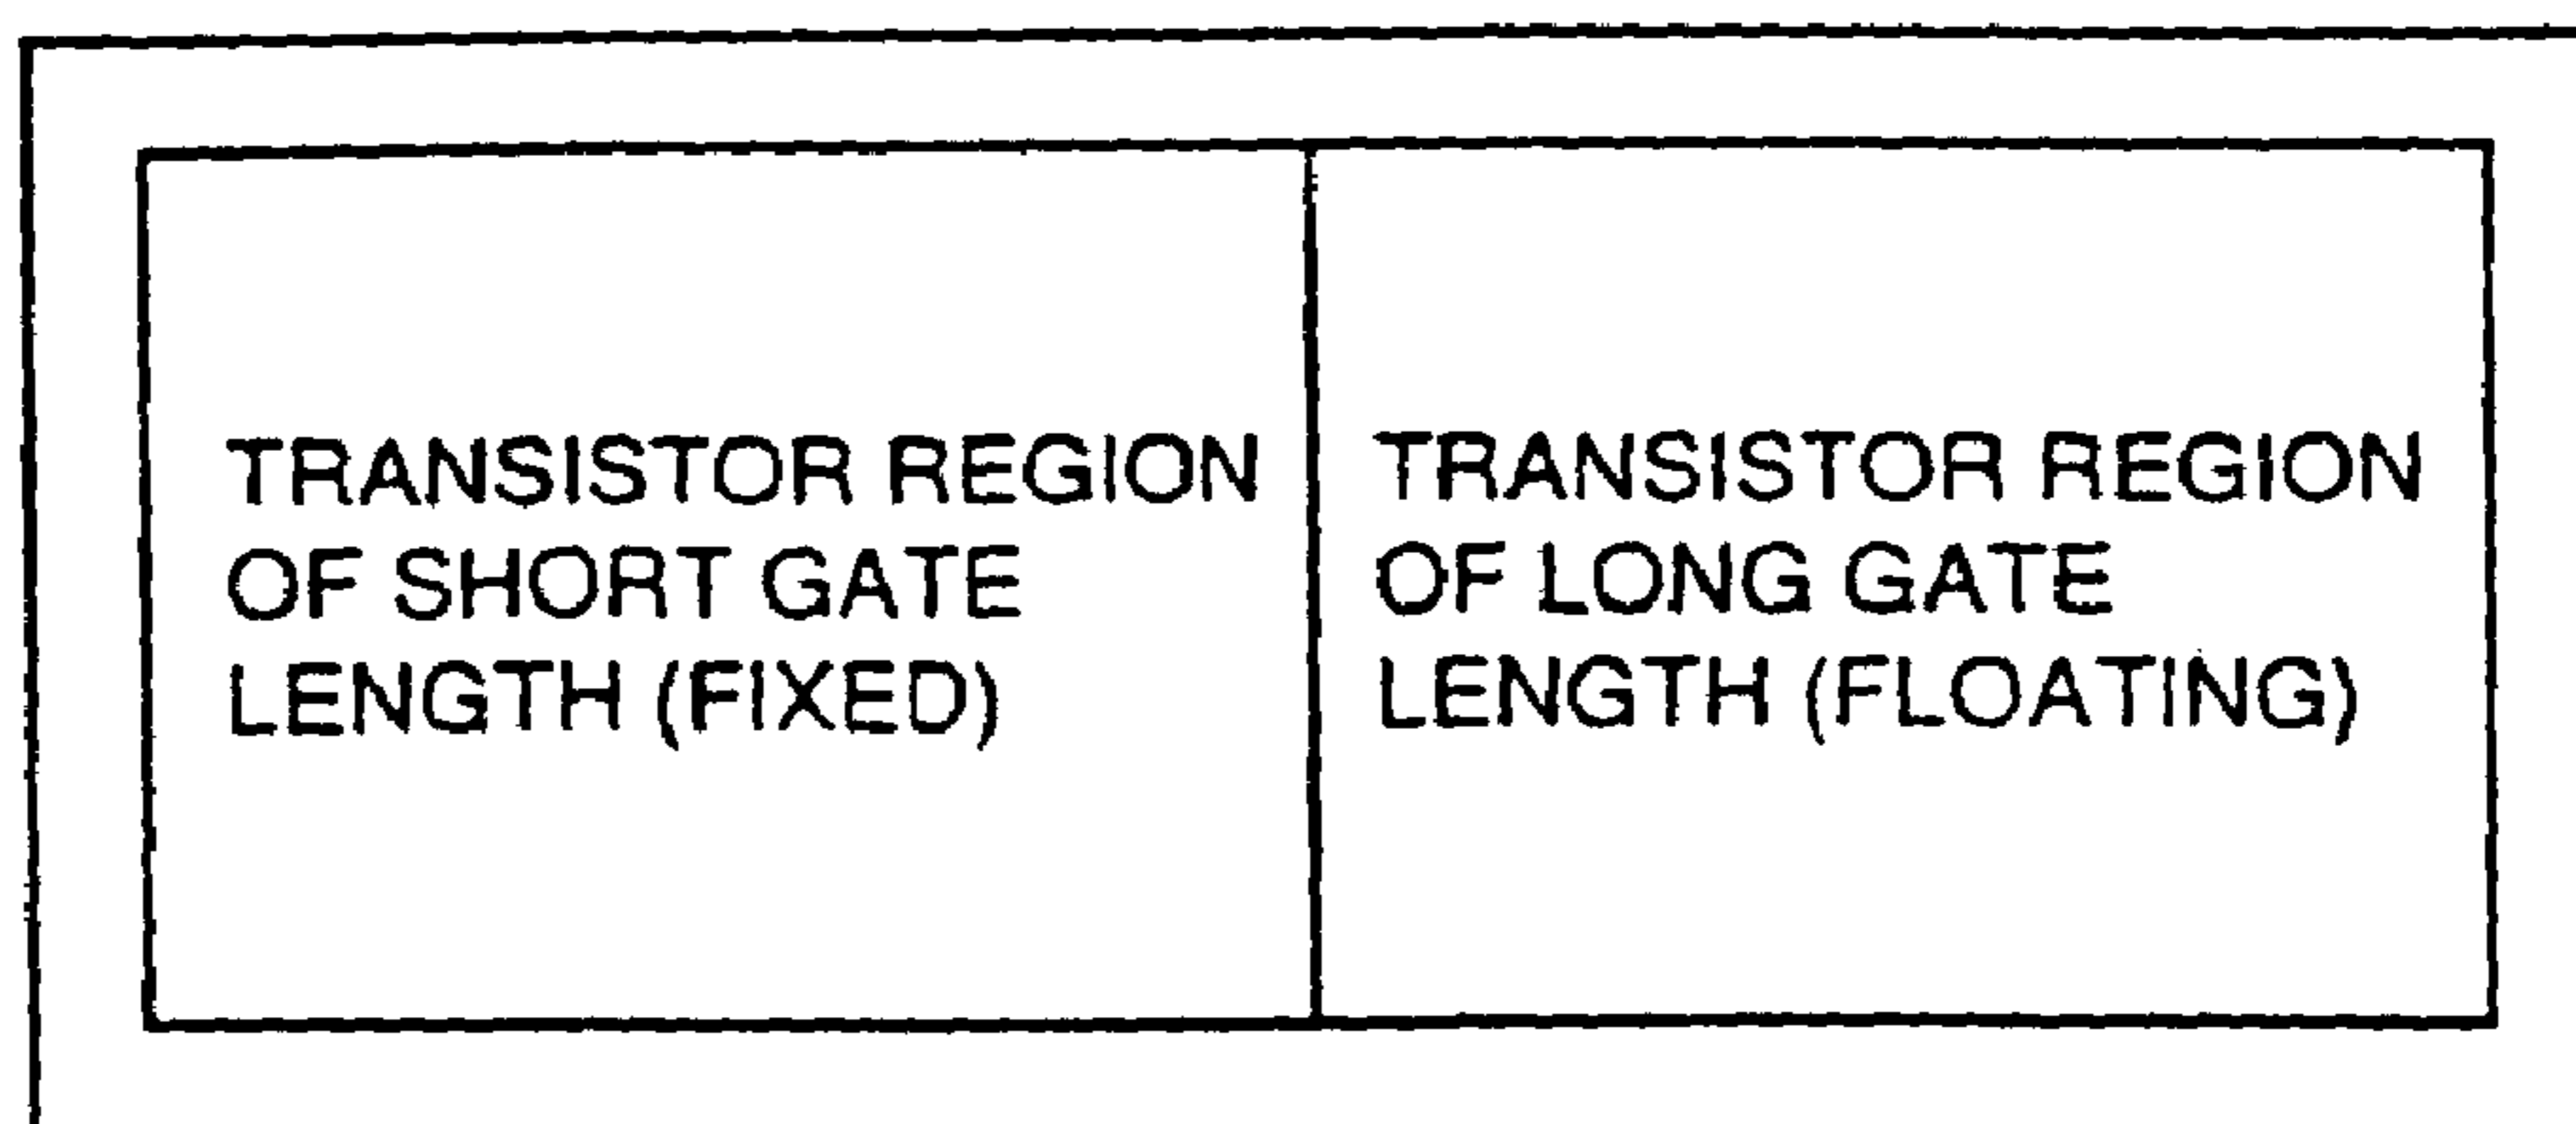 TRANSISTOR REGION
OF SHORT GATE
LENGTH (FIXED)
TRANSISTOR REGION
OF LONG GATE
LENGTH (FLOATING)